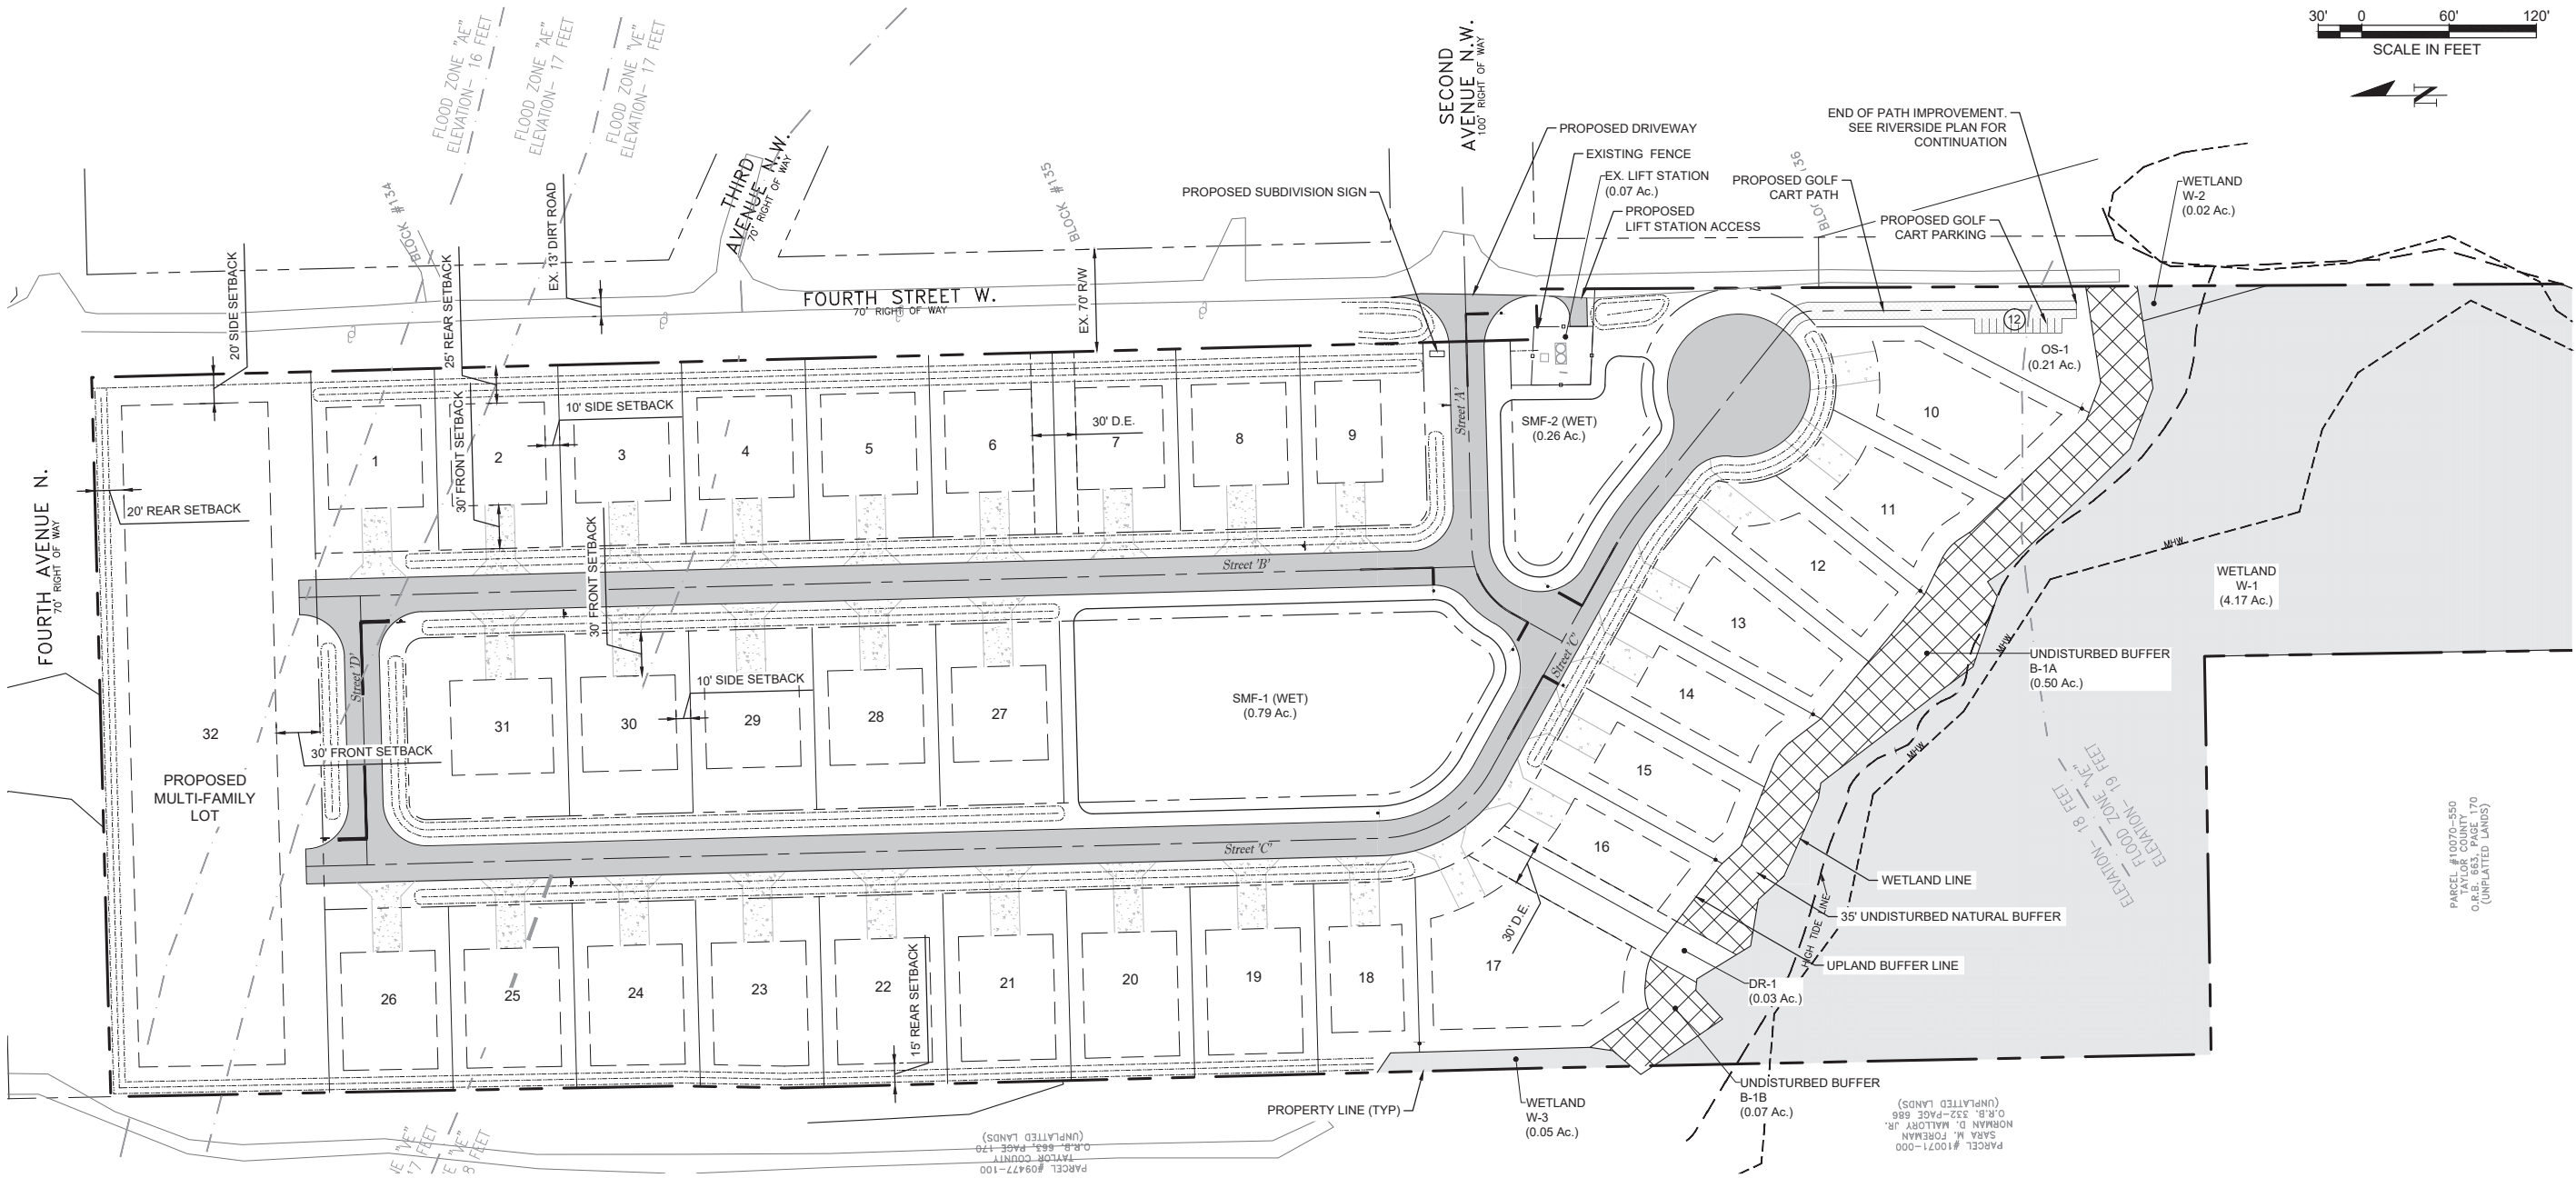 30' 0 60' 120'
SCALE IN FEET
N
FLOOD ZONE "AE"
ELEVATION- 16 FEET
FLOOD ZONE "AE"
ELEVATION- 17 FEET
FLOOD ZONE "VE"
ELEVATION- 17 FEET
BLOCK #134
THIRD
AVENUE N.W.
70' RIGHT OF WAY
BLOCK #135
SECOND
AVENUE N.W.
100' RIGHT OF WAY
PROPOSED DRIVEWAY
EXISTING FENCE
EX. LIFT STATION
(0.07 Ac.)
PROPOSED
LIFT STATION ACCESS
PROPOSED SUBDIVISION SIGN
END OF PATH IMPROVEMENT.
SEE RIVERSIDE PLAN FOR
CONTINUATION
PROPOSED GOLF
CART PATH
PROPOSED GOLF
CART PARKING
WETLAND
W-2
(0.02 Ac.)
20' SIDE SETBACK
25' REAR SETBACK
EX. 13' DIRT ROAD
FOURTH STREET W.
70' RIGHT OF WAY
EX. 70' R/W
12
OS-1
(0.21 Ac.)
FOURTH AVENUE N.
70' RIGHT OF WAY
20' REAR SETBACK
30' FRONT SETBACK
10' SIDE SETBACK
30' D.E.
1
2
3
4
5
6
7
8
9
Street 'A'
SMF-2 (WET)
(0.26 Ac.)
10
11
12
13
14
15
16
17
Street 'B'
30' FRONT SETBACK
10' SIDE SETBACK
Street 'D'
31
30
29
28
27
SMF-1 (WET)
(0.79 Ac.)
Street 'C'
32
PROPOSED
MULTI-FAMILY
LOT
30' FRONT SETBACK
Street 'C'
26
25
24
23
22
21
20
19
18
15' REAR SETBACK
30' D.E.
MHW
MHW
MHW
WETLAND
W-1
(4.17 Ac.)
UNDISTURBED BUFFER
B-1A
(0.50 Ac.)
ELEVATION- 18 FEET
FLOOD ZONE "VE"
ELEVATION- 19 FEET
WETLAND LINE
35' UNDISTURBED NATURAL BUFFER
HIGH TIDE LINE
UPLAND BUFFER LINE
DR-1
(0.03 Ac.)
UNDISTURBED BUFFER
B-1B
(0.07 Ac.)
WETLAND
W-3
(0.05 Ac.)
PROPERTY LINE (TYP)
PARCEL #10070-550
TAYLOR COUNTY
O.R.B. 663, PAGE 170
(UNPLATTED LANDS)
PARCEL #10071-000
SARA M. FOREMAN
NORMAN D. MALLORY JR.
O.R.B. 332-PAGE 686
(UNPLATTED LANDS)
PARCEL #09477-100
TAYLOR COUNTY
O.R.B. 663, PAGE 170
(UNPLATTED LANDS)